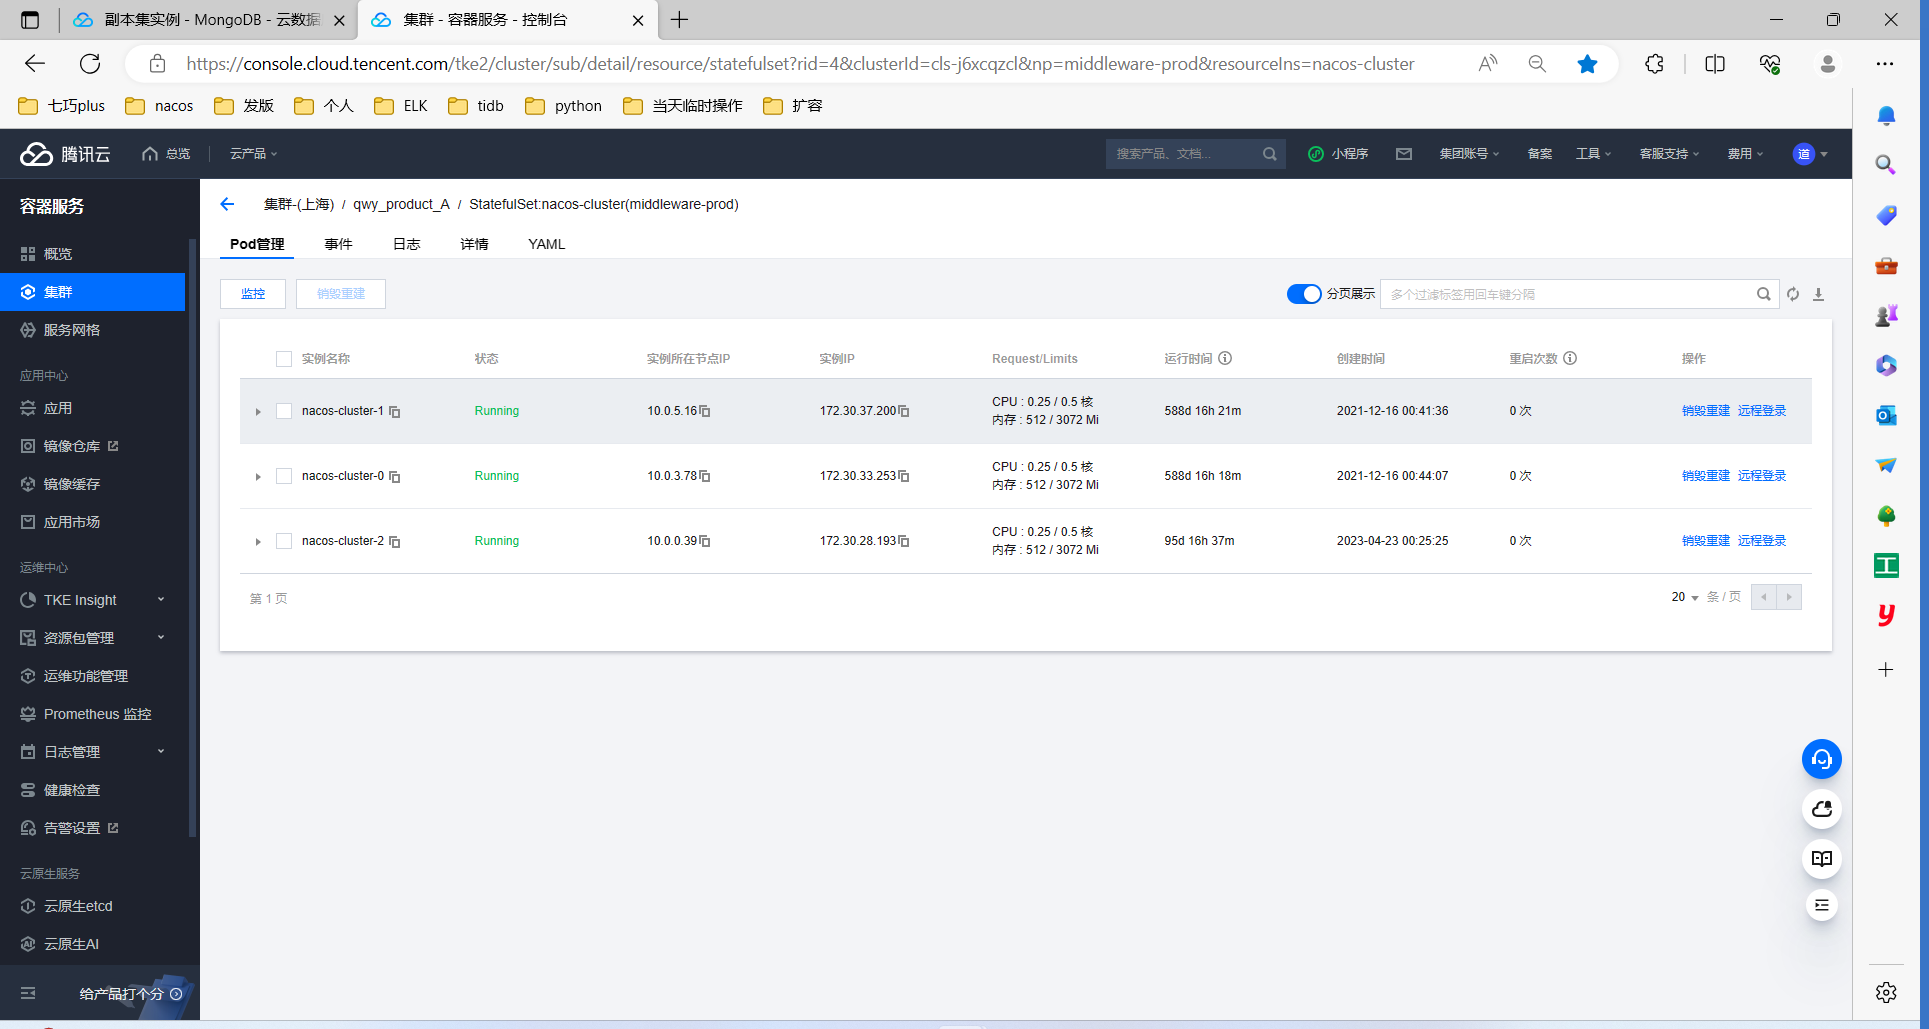 副本集实例 - MongoDB - 云数据
集群 - 容器服务 - 控制台
https://console.cloud.tencent.com/tke2/cluster/sub/detail/resource/statefulset?rid=4&clusterId=cls-j6xcqzcl&np=middleware-prod&resourceIns=nacos-cluster
七巧plus
nacos
发版
个人
ELK
tidb
python
当天临时操作
扩容
腾讯云
总览
云产品
搜索产品、文档...
小程序
集团账号
备案
工具
客服支持
费用
道
容器服务
概览
集群
服务网格
应用中心
应用
镜像仓库
镜像缓存
应用市场
运维中心
TKE Insight
资源包管理
运维功能管理
Prometheus 监控
日志管理
健康检查
告警设置
云原生服务
云原生etcd
云原生AI
给产品打个分
集群-(上海) / qwy_product_A / StatefulSet:nacos-cluster(middleware-prod)
Pod管理 事件 日志 详情 YAML
监控 销毁重建 分页展示 多个过滤标签用回车键分隔
实例名称 状态 实例所在节点IP 实例IP Request/Limits 运行时间 创建时间 重启次数 操作
nacos-cluster-1 Running 10.0.5.16 172.30.37.200 CPU : 0.25 / 0.5 核 588d 16h 21m 2021-12-16 00:41:36 0 次 销毁重建 远程登录
内存 : 512 / 3072 Mi
nacos-cluster-0 Running 10.0.3.78 172.30.33.253 CPU : 0.25 / 0.5 核 588d 16h 18m 2021-12-16 00:44:07 0 次 销毁重建 远程登录
内存 : 512 / 3072 Mi
nacos-cluster-2 Running 10.0.0.39 172.30.28.193 CPU : 0.25 / 0.5 核 95d 16h 37m 2023-04-23 00:25:25 0 次 销毁重建 远程登录
内存 : 512 / 3072 Mi
第 1 页 20 条 / 页